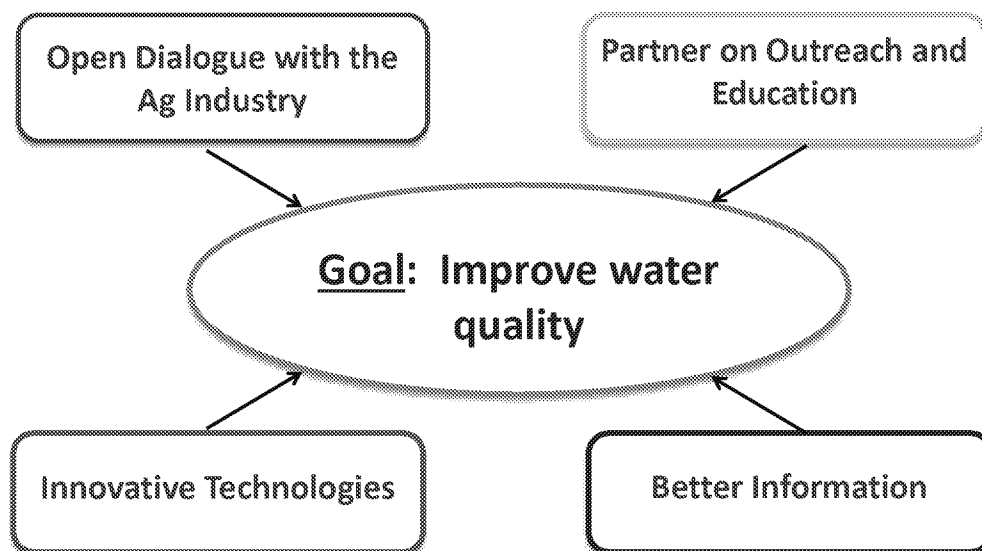 Open Dialogue with the
Ag Industry
Partner on Outreach and
Education
Goal: Improve water
quality
Innovative Technologies
Better Information